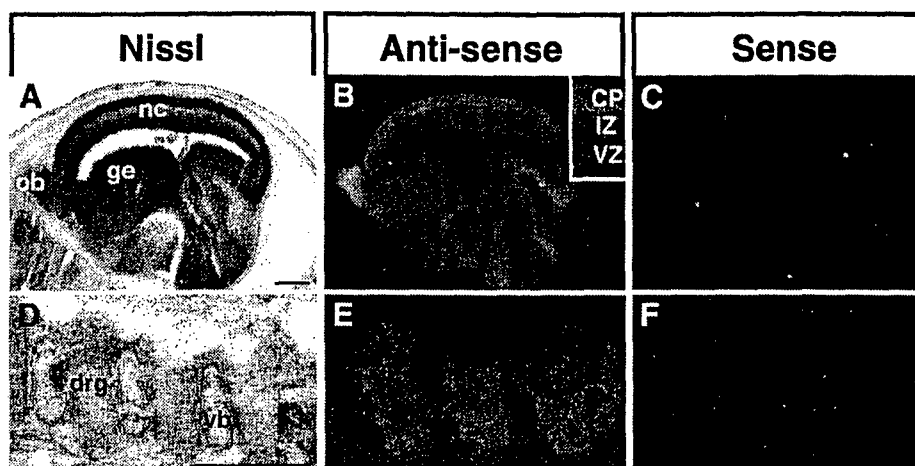 Nissl Anti-sense Sense
A nc ge ob
B CP
IZ
VZ
C
D drg vb
E
F